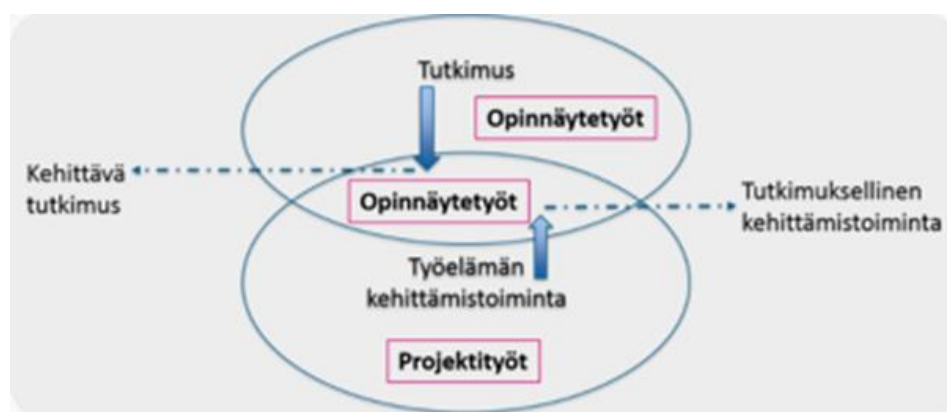 Tutkimus
Opinnäytetyöt
Kehittävä
tutkimus
Opinnäytetyöt
Tutkimuksellinen
kehittämistoiminta
Työelämän
kehittämistoiminta
Projektityöt